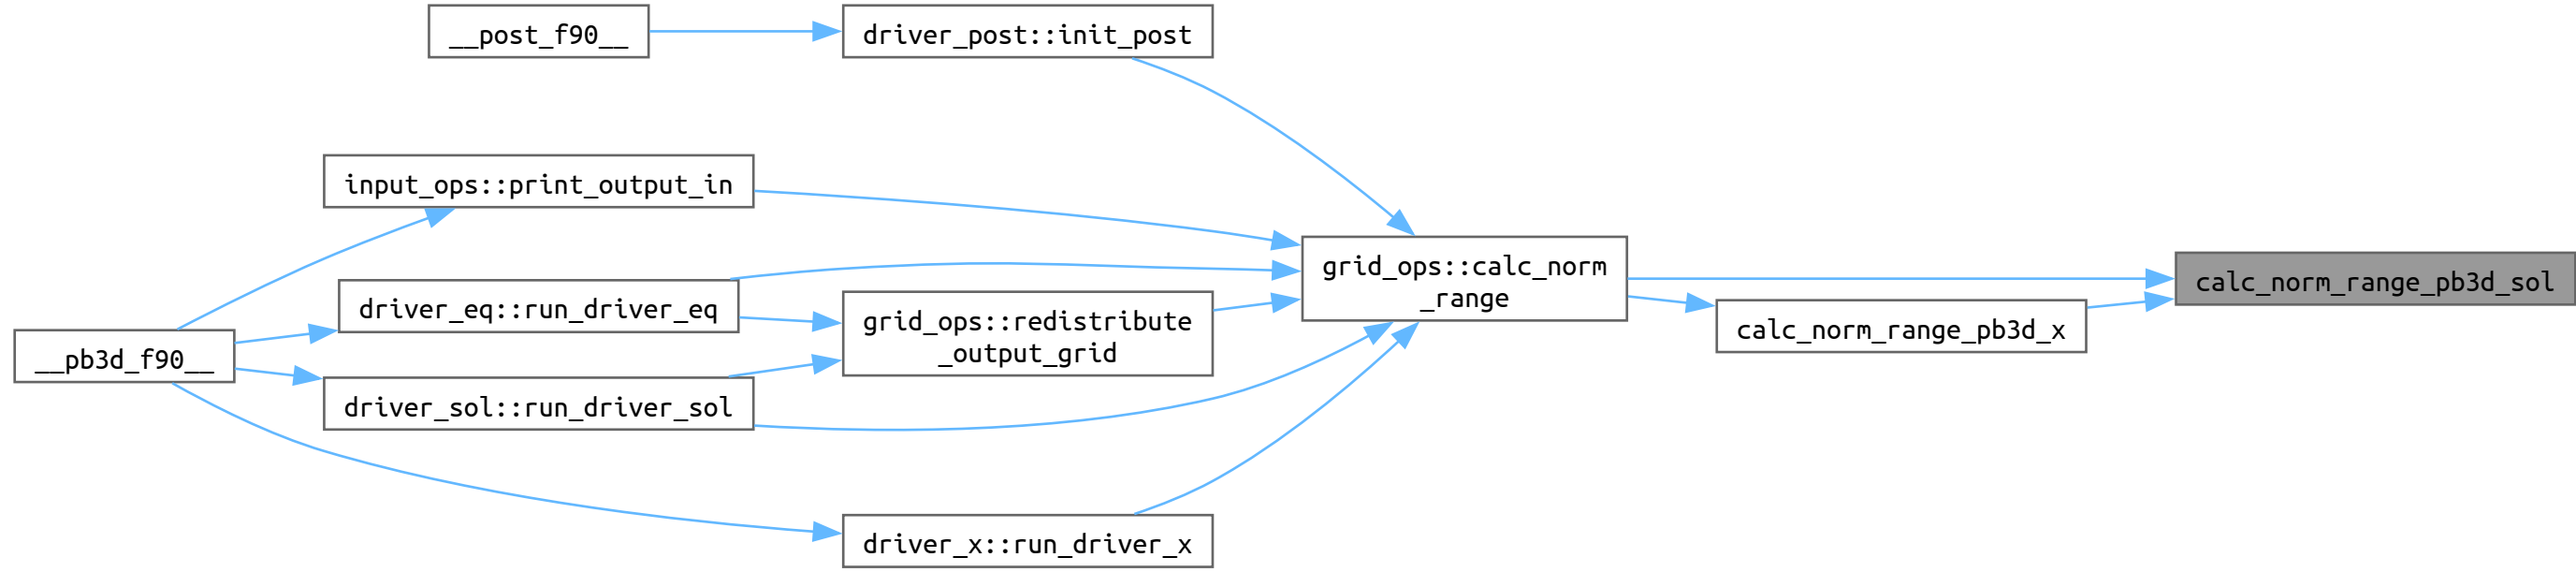 __post_f90__
driver_post::init_post
input_ops::print_output_in
grid_ops::calc_norm
_range
calc_norm_range_pb3d_sol
driver_eq::run_driver_eq
grid_ops::redistribute
_output_grid
calc_norm_range_pb3d_x
__pb3d_f90__
driver_sol::run_driver_sol
driver_x::run_driver_x